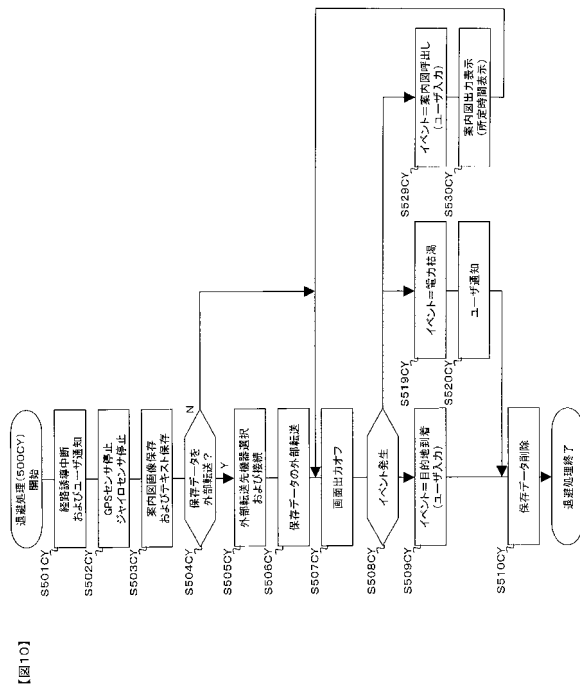 【図10】
退避処理(500CY)
開始
S501CY
経路誘導中断
およびユーザ通知
S502CY
GPSセンサ停止
ジャイロセンサ停止
S503CY
案内図画像保存
およびテキスト保存
S504CY
保存データを
外部転送?
N
Y
S505CY
外部転送先機器選択
および接続
S506CY
保存データの外部転送
S507CY
画面出力オフ
S508CY
イベント発生
S509CY
イベント=目的地到着
(ユーザ入力)
S519CY
イベント=電力枯渇
S520CY
ユーザ通知
S529CY
イベント=案内図呼出し
(ユーザ入力)
S530CY
案内図出力表示
(所定時間表示)
S510CY
保存データ削除
退避処理終了